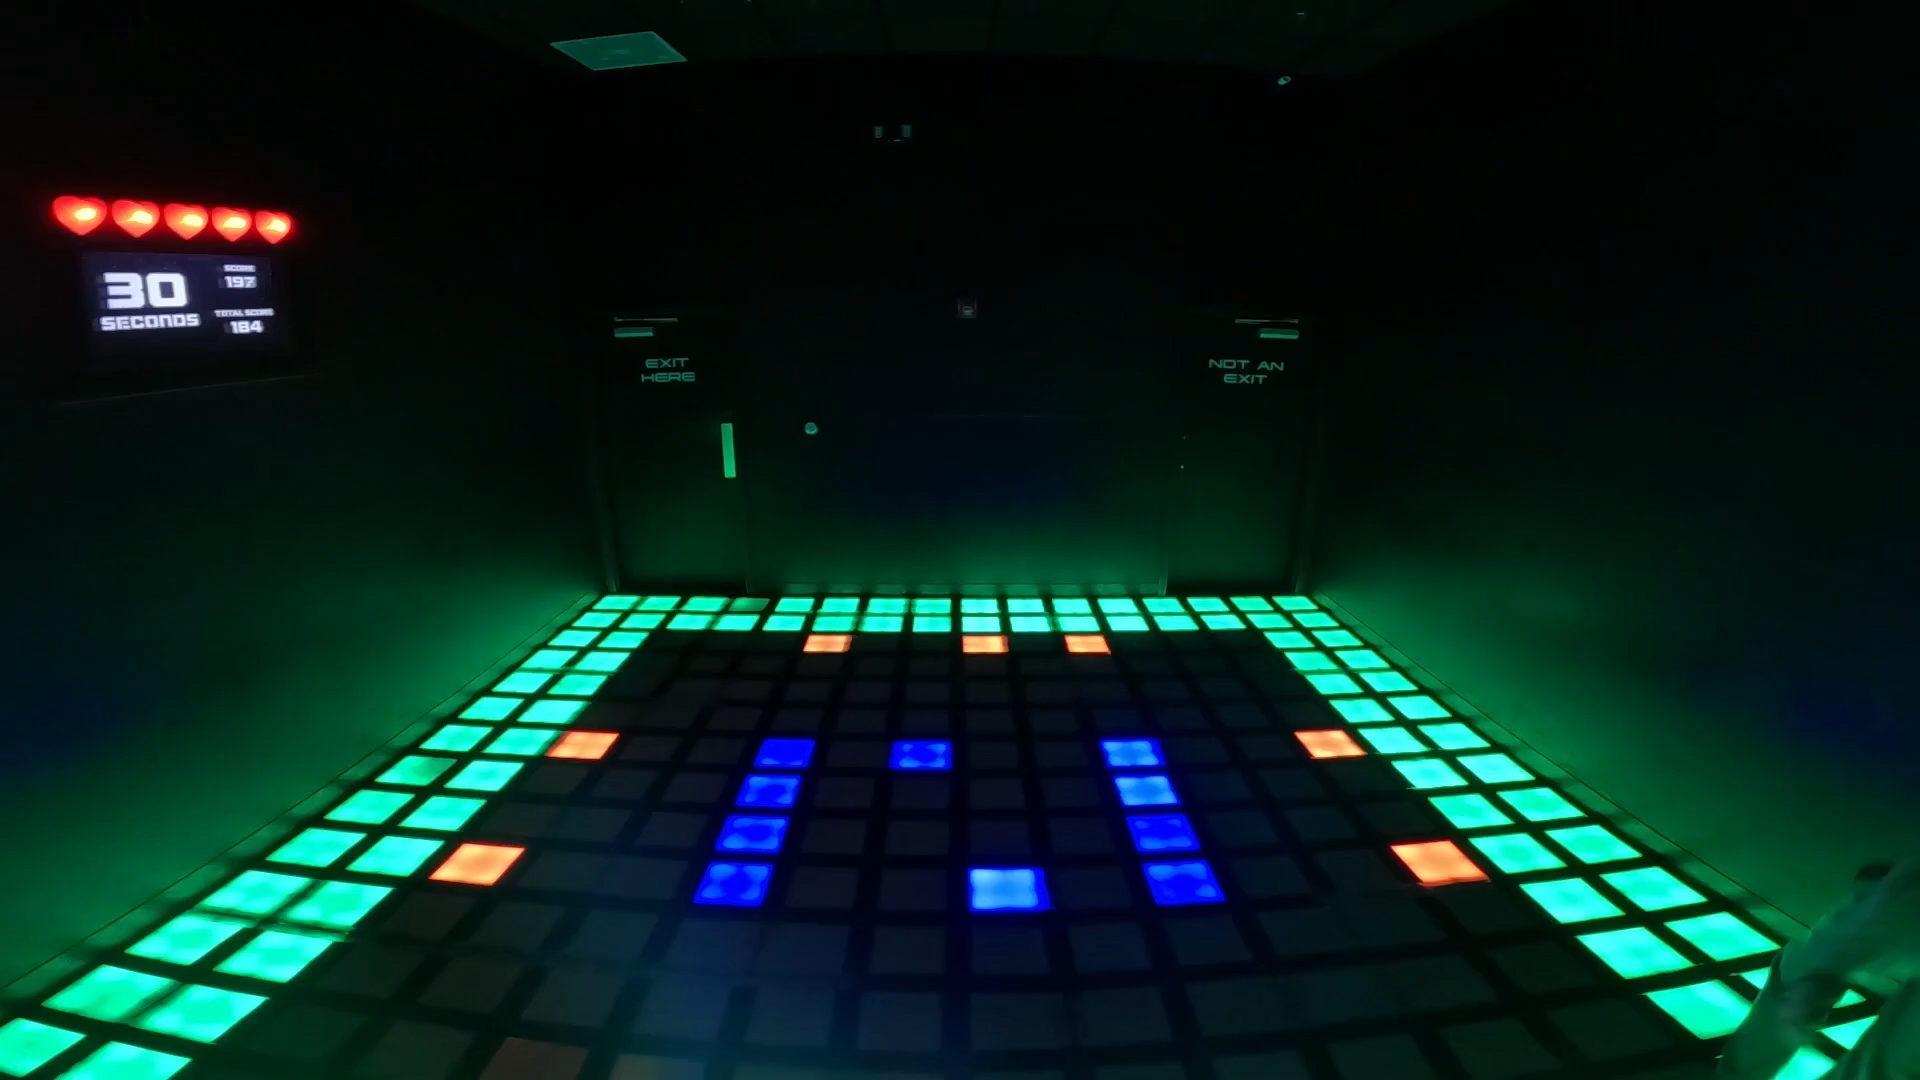 30
SECONDS
SCORE
197
TOTAL SCORE
184
EXIT
HERE
NOT AN
EXIT